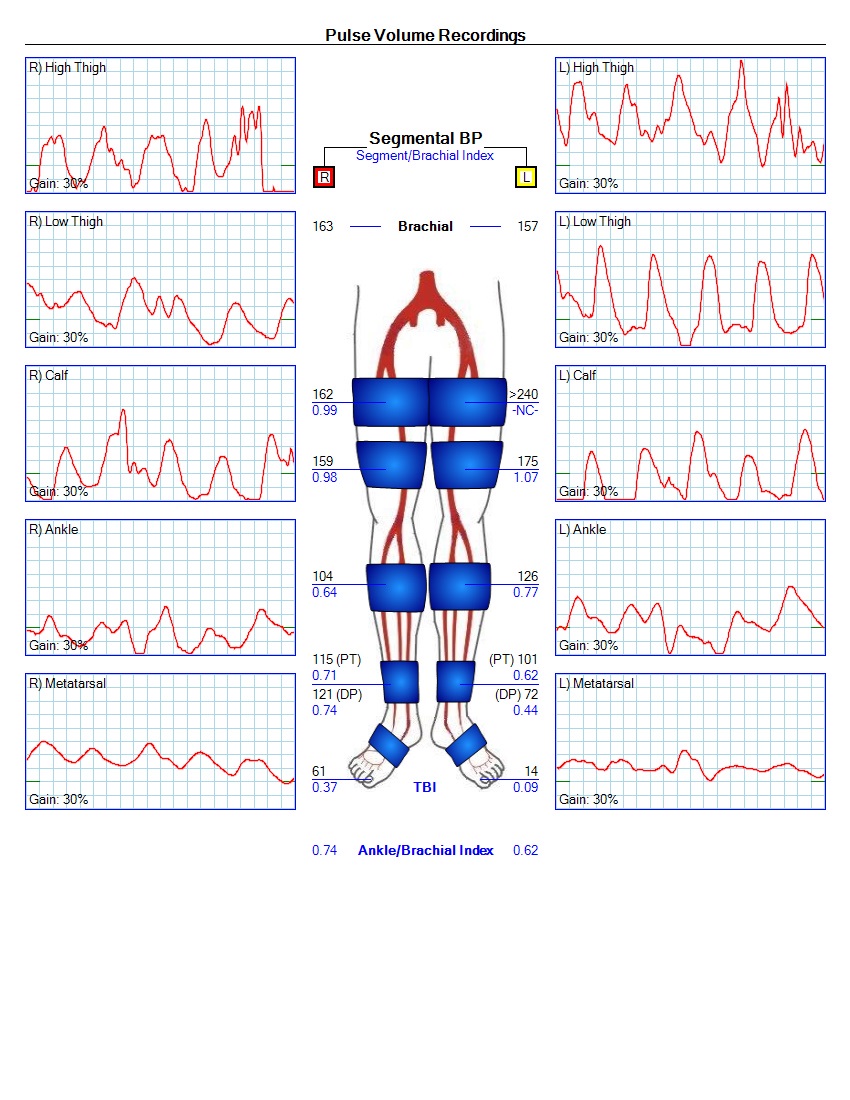 Pulse Volume Recordings
R) High Thigh
Gain: 30%
R) Low Thigh
Gain: 30%
R) Calf
Gain: 30%
R) Ankle
Gain: 30%
R) Metatarsal
Gain: 30%
Segmental BP
Segment/Brachial Index
R L
163 Brachial 157
162 >240
0.99 -NC-
159 175
0.98 1.07
104 126
0.64 0.77
115 (PT) (PT) 101
0.71 0.62
121 (DP) (DP) 72
0.74 0.44
61 14
0.37 TBI 0.09
0.74 Ankle/Brachial Index 0.62
L) High Thigh
Gain: 30%
L) Low Thigh
Gain: 30%
L) Calf
Gain: 30%
L) Ankle
Gain: 30%
L) Metatarsal
Gain: 30%